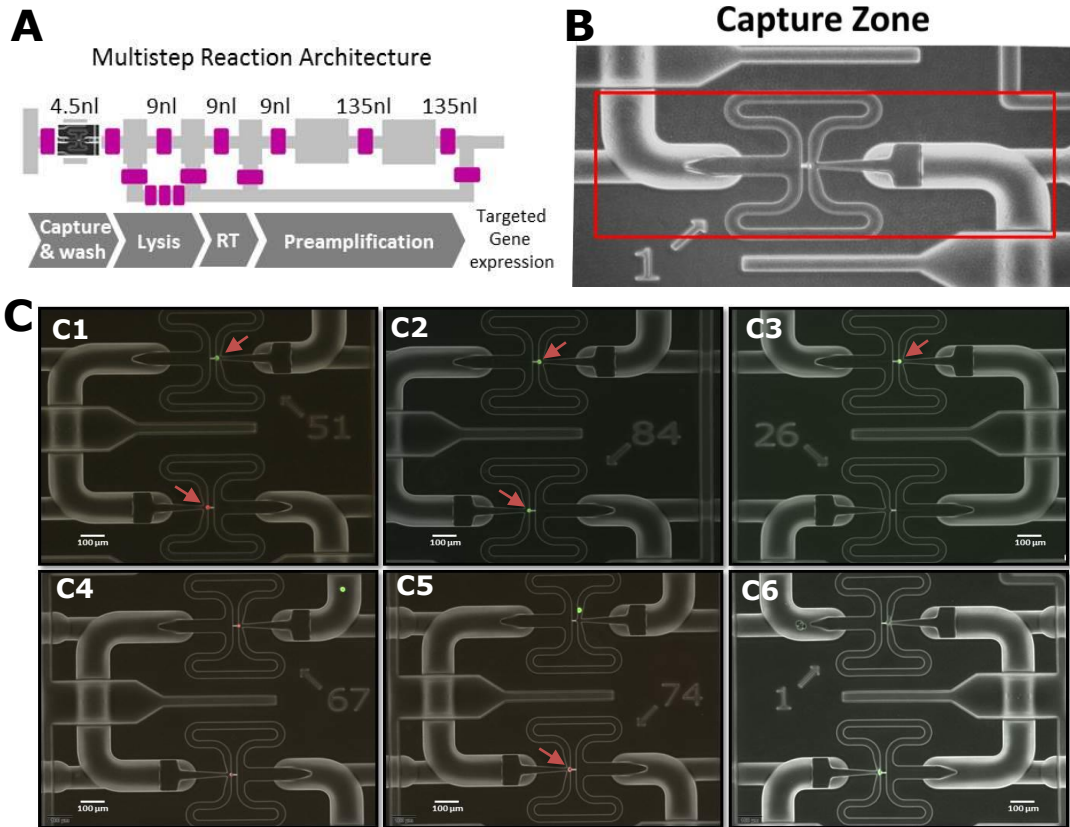 A
Multistep Reaction Architecture
4.5nl 9nl 9nl 9nl 135nl 135nl
Capture & wash
Lysis
RT
Preamplification
Targeted Gene expression
B
Capture Zone
1
C
C1
51
100 µm
C2
84
100 µm
C3
26
100 µm
C4
67
100 µm
C5
74
100 µm
C6
1
100 µm